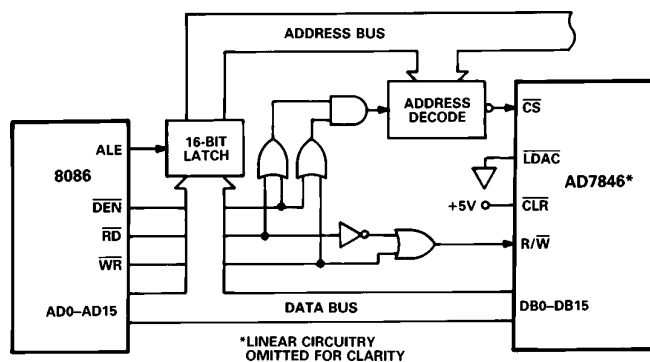 ADDRESS BUS
8086
ALE
DEN
RD
WR
AD0–AD15
16-BIT
LATCH
ADDRESS
DECODE
+5V
CS
LDAC
AD7846*
CLR
R/W
DB0–DB15
DATA BUS
*LINEAR CIRCUITRY
OMITTED FOR CLARITY